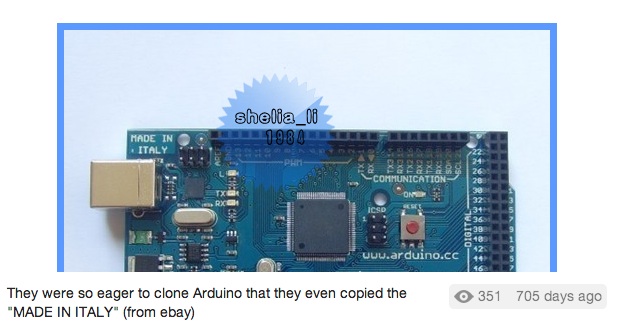 shelia_li
1984
MADE IN
ITALY
PWM
L
TX
RX
COMMUNICATION
ON
ICSP
RESET
DIGITAL
www.arduino.cc
22
24
26
28
30
32
34
36
38
40
42
44
46
They were so eager to clone Arduino that they even copied the
"MADE IN ITALY" (from ebay)
351 705 days ago